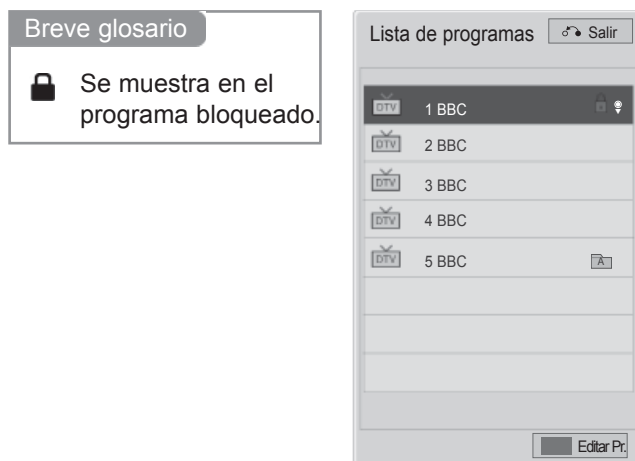 Breve glosario
Se muestra en el
programa bloqueado.
Lista de programas
Salir
DTV 1 BBC
DTV 2 BBC
DTV 3 BBC
DTV 4 BBC
DTV 5 BBC A
Editar Pr.